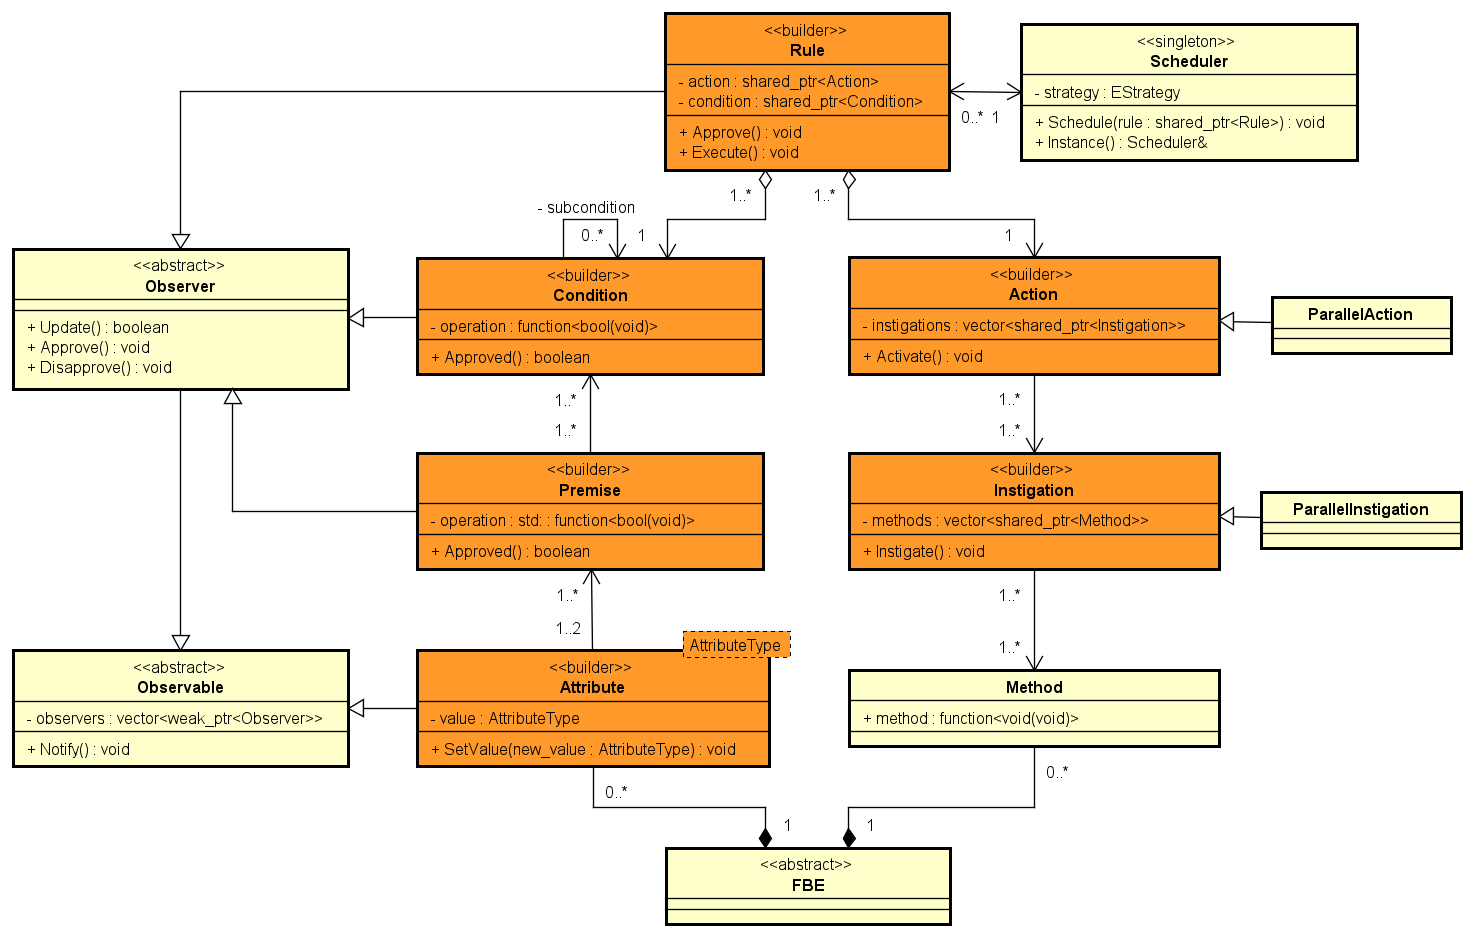 <<builder>>
Rule
- action : shared_ptr<Action>
- condition : shared_ptr<Condition>
+ Approve() : void
+ Execute() : void
<<singleton>>
Scheduler
- strategy : EStrategy
+ Schedule(rule : shared_ptr<Rule>) : void
+ Instance() : Scheduler&
0..* 1
1..*
1..*
- subcondition
0..*
1
1
<<abstract>>
Observer
+ Update() : boolean
+ Approve() : void
+ Disapprove() : void
<<builder>>
Condition
- operation : function<bool(void)>
+ Approved() : boolean
<<builder>>
Action
- instigations : vector<shared_ptr<Instigation>>
+ Activate() : void
ParallelAction
1..*
1..*
1..*
1..*
<<builder>>
Premise
- operation : std: : function<bool(void)>
+ Approved() : boolean
<<builder>>
Instigation
- methods : vector<shared_ptr<Method>>
+ Instigate() : void
ParallelInstigation
1..*
1..2
1..*
1..*
AttributeType
<<abstract>>
Observable
- observers : vector<weak_ptr<Observer>>
+ Notify() : void
<<builder>>
Attribute
- value : AttributeType
+ SetValue(new_value : AttributeType) : void
Method
+ method : function<void(void)>
0..*
0..*
1
1
<<abstract>>
FBE